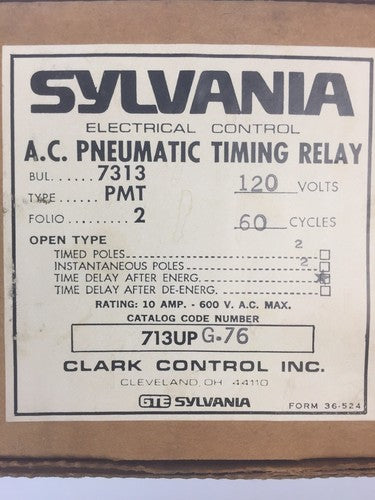 SYLVANIA
ELECTRICAL CONTROL
A.C. PNEUMATIC TIMING RELAY
BUL...... 7313 120 VOLTS
TYPE..... PMT
FOLIO........ 2 60 CYCLES
OPEN TYPE
TIMED POLES 2
INSTANTANEOUS POLES 2
TIME DELAY AFTER ENERG.
TIME DELAY AFTER DE-ENERG.
RATING: 10 AMP. - 600 V. A.C. MAX.
CATALOG CODE NUMBER
713UP G-76
CLARK CONTROL INC.
CLEVELAND, OH 44110
GTE SYLVANIA
FORM 36-524